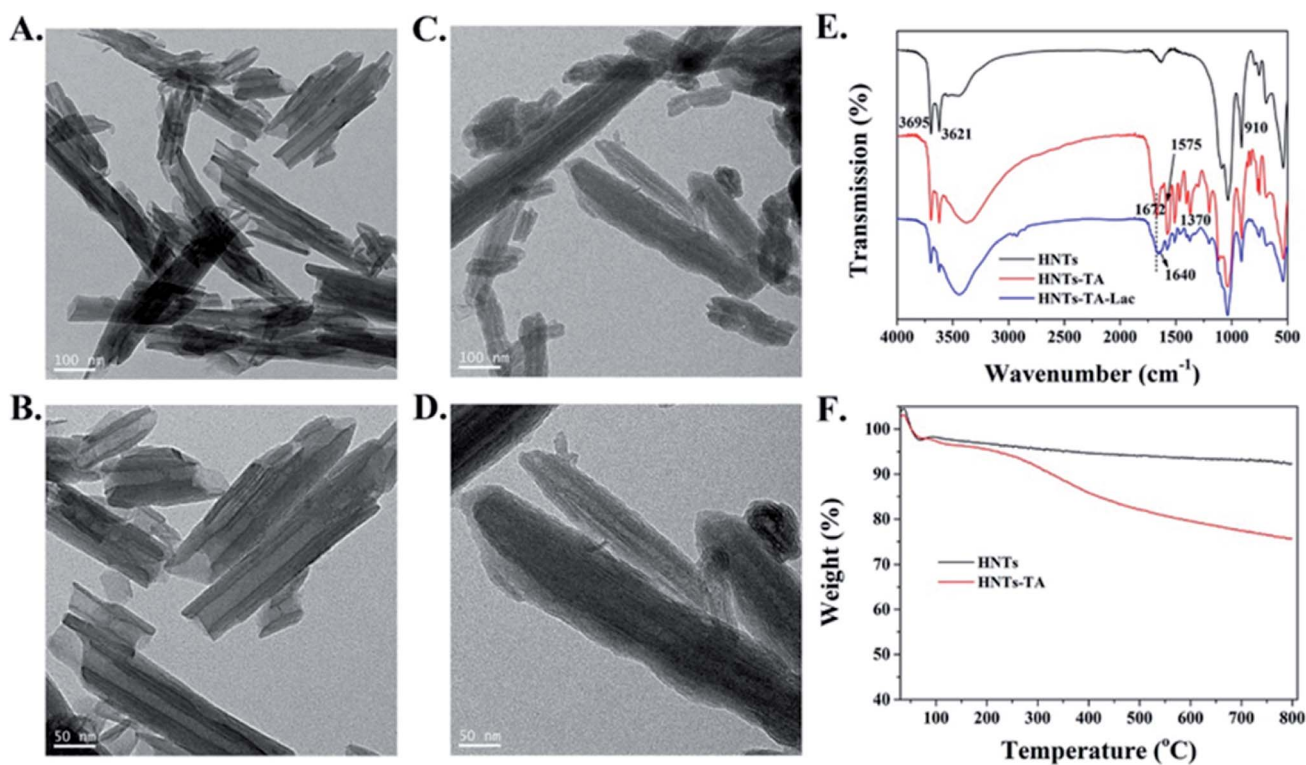 A.
100 nm
B.
50 nm
C.
100 nm
D.
50 nm
E.
Transmission (%)
3695
3621
1575
910
1672
1370
1640
HNTs
HNTs-TA
HNTs-TA-Lac
4000 3500 3000 2500 2000 1500 1000 500
Wavenumber (cm-1)
F.
Weight (%)
100
90
80
70
60
50
40
HNTs
HNTs-TA
100 200 300 400 500 600 700 800
Temperature (oC)